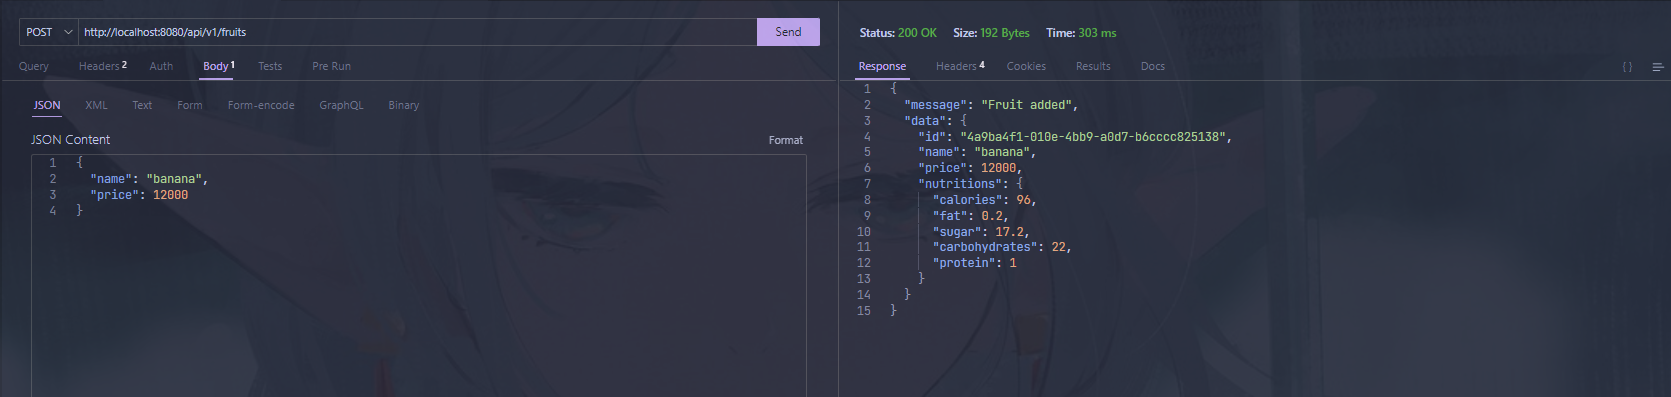 POST http://localhost:8080/api/v1/fruits Send
Query Headers 2 Auth Body 1 Tests Pre Run
JSON XML Text Form Form-encode GraphQL Binary
JSON Content Format
1 {
2 "name": "banana",
3 "price": 12000
4 }
Status: 200 OK Size: 192 Bytes Time: 303 ms
Response Headers 4 Cookies Results Docs { }
1 {
2 "message": "Fruit added",
3 "data": {
4 "id": "4a9ba4f1-010e-4bb9-a0d7-b6cccc825138",
5 "name": "banana",
6 "price": 12000,
7 "nutritions": {
8 "calories": 96,
9 "fat": 0.2,
10 "sugar": 17.2,
11 "carbohydrates": 22,
12 "protein": 1
13 }
14 }
15 }